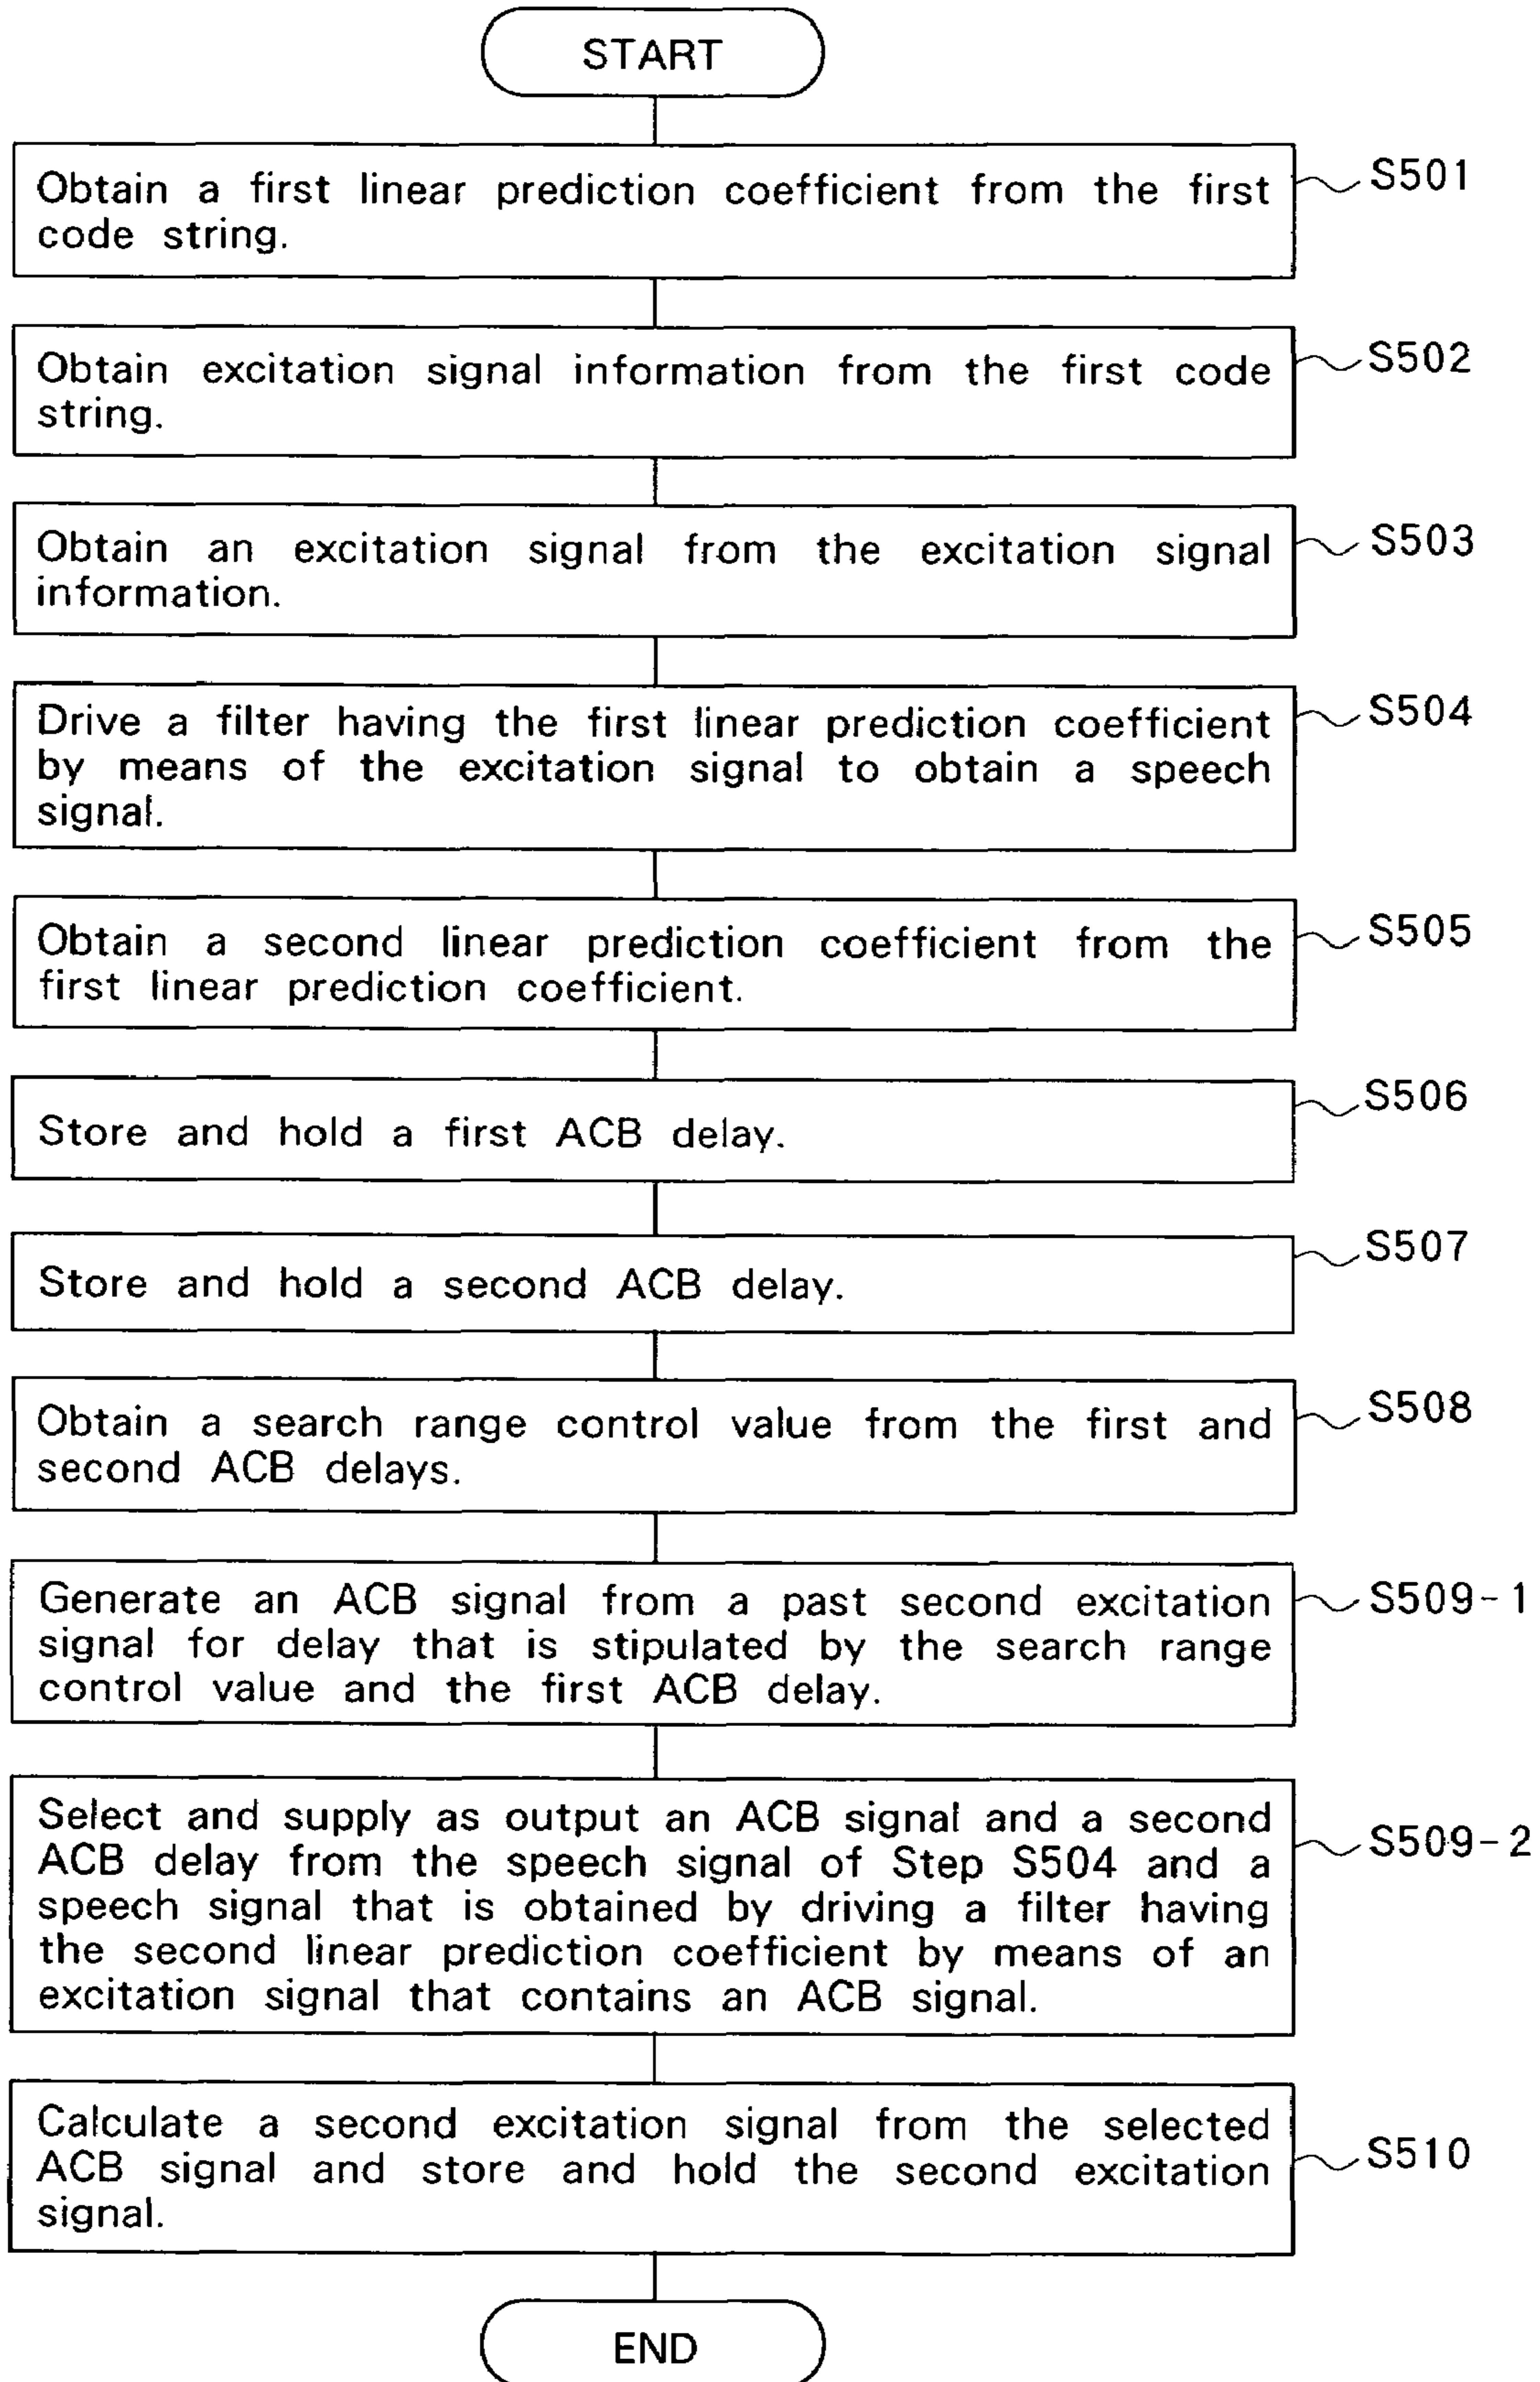 START
Obtain a first linear prediction coefficient from the first
code string.
S501
Obtain excitation signal information from the first code
string.
S502
Obtain an excitation signal from the excitation signal
information.
S503
Drive a filter having the first linear prediction coefficient
by means of the excitation signal to obtain a speech
signal.
S504
Obtain a second linear prediction coefficient from the
first linear prediction coefficient.
S505
Store and hold a first ACB delay.
S506
Store and hold a second ACB delay.
S507
Obtain a search range control value from the first and
second ACB delays.
S508
Generate an ACB signal from a past second excitation
signal for delay that is stipulated by the search range
control value and the first ACB delay.
S509-1
Select and supply as output an ACB signal and a second
ACB delay from the speech signal of Step S504 and a
speech signal that is obtained by driving a filter having
the second linear prediction coefficient by means of an
excitation signal that contains an ACB signal.
S509-2
Calculate a second excitation signal from the selected
ACB signal and store and hold the second excitation
signal.
S510
END